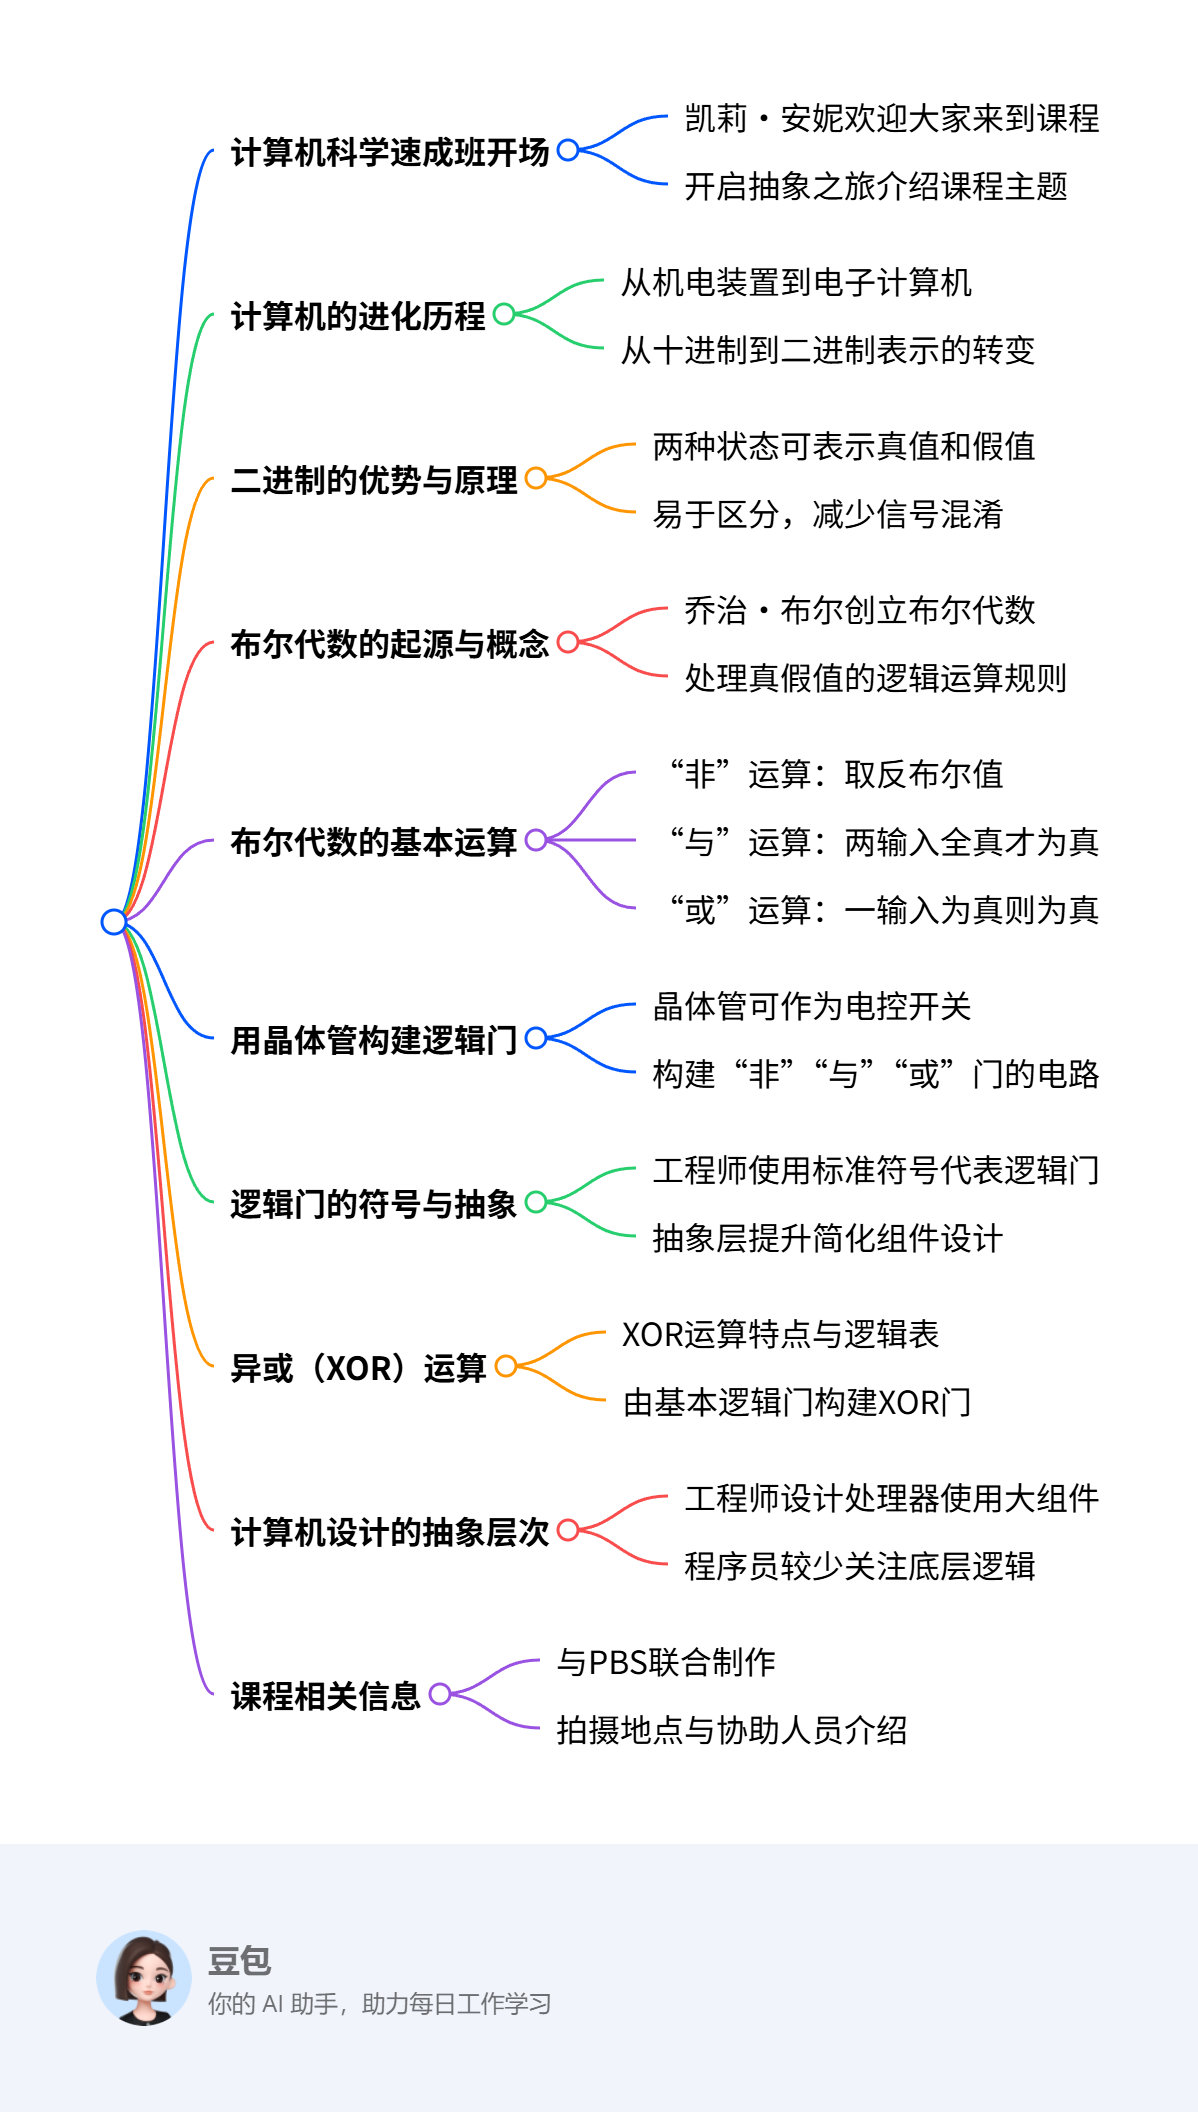 计算机科学速成班开场
凯莉·安妮欢迎大家来到课程
开启抽象之旅介绍课程主题
计算机的进化历程
从机电装置到电子计算机
从十进制到二进制表示的转变
二进制的优势与原理
两种状态可表示真值和假值
易于区分，减少信号混淆
布尔代数的起源与概念
乔治·布尔创立布尔代数
处理真假值的逻辑运算规则
布尔代数的基本运算
“非”运算：取反布尔值
“与”运算：两输入全真才为真
“或”运算：一输入为真则为真
用晶体管构建逻辑门
晶体管可作为电控开关
构建“非”“与”“或”门的电路
逻辑门的符号与抽象
工程师使用标准符号代表逻辑门
抽象层提升简化组件设计
异或（XOR）运算
XOR运算特点与逻辑表
由基本逻辑门构建XOR门
计算机设计的抽象层次
工程师设计处理器使用大组件
程序员较少关注底层逻辑
课程相关信息
与PBS联合制作
拍摄地点与协助人员介绍
豆包
你的 AI 助手，助力每日工作学习